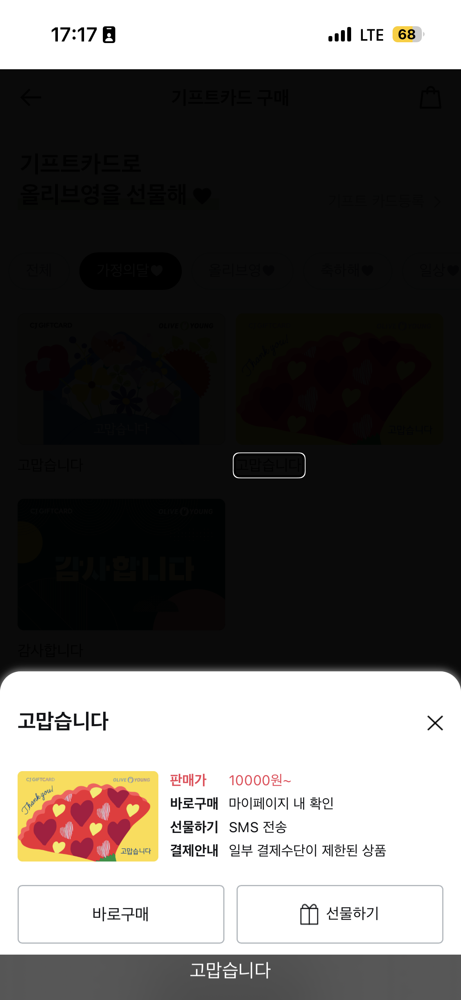 17:17
LTE
68
기프트카드 구매
기프트카드로
올리브영을 선물해
기프트 카드등록
전체
가정의달
올리브영
축하해
일상
CJ GIFTCARD
OLIVE YOUNG
고맙습니다
CJ GIFTCARD
OLIVE YOUNG
Thank you!
고맙습니다
고맙습니다
고맙습니다
CJ GIFTCARD
OLIVE YOUNG
감사합니다
감사합니다
고맙습니다
CJ GIFTCARD
OLIVE YOUNG
Thank you!
고맙습니다
판매가 10000원~
바로구매 마이페이지 내 확인
선물하기 SMS 전송
결제안내 일부 결제수단이 제한된 상품
바로구매
선물하기
고맙습니다